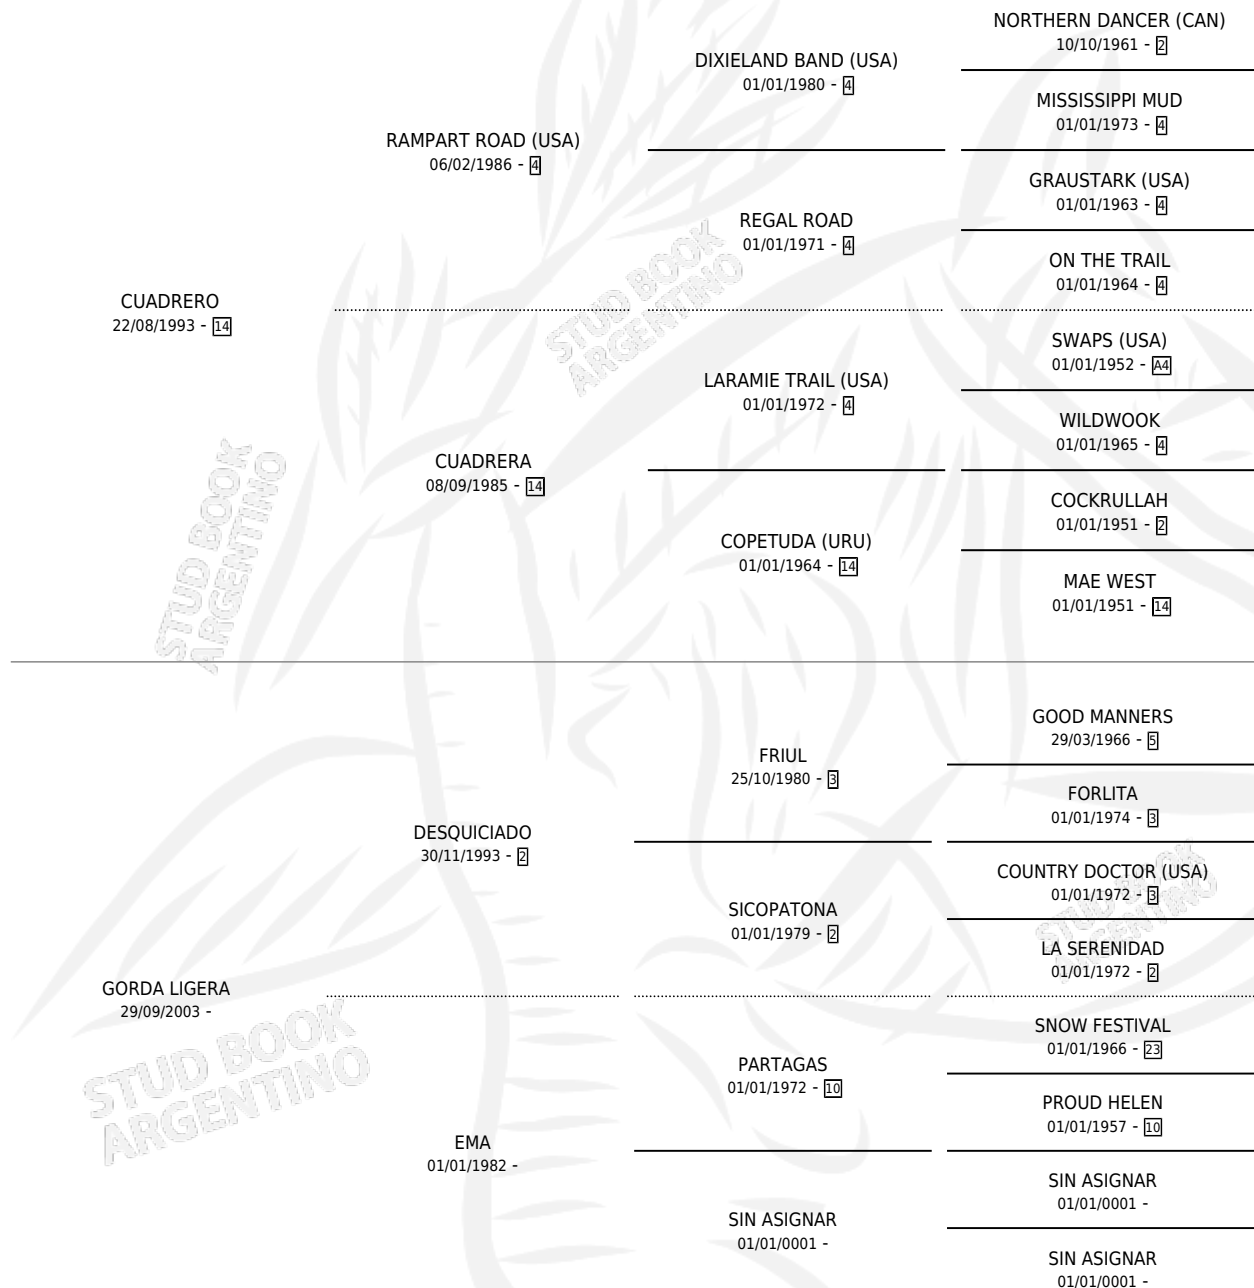 NORTHERN DANCER (CAN)
10/10/1961 - 2
DIXIELAND BAND (USA)
01/01/1980 - 4
MISSISSIPPI MUD
01/01/1973 - 4
RAMPART ROAD (USA)
06/02/1986 - 4
GRAUSTARK (USA)
01/01/1963 - 4
REGAL ROAD
01/01/1971 - 4
ON THE TRAIL
01/01/1964 - 4
CUADRERO
22/08/1993 - 14
SWAPS (USA)
01/01/1952 - A4
LARAMIE TRAIL (USA)
01/01/1972 - 4
WILDWOOK
01/01/1965 - 4
CUADRERA
08/09/1985 - 14
COCKRULLAH
01/01/1951 - 2
COPETUDA (URU)
01/01/1964 - 14
MAE WEST
01/01/1951 - 14
GOOD MANNERS
29/03/1966 - 5
FRIUL
25/10/1980 - 3
FORLITA
01/01/1974 - 3
DESQUICIADO
30/11/1993 - 2
COUNTRY DOCTOR (USA)
01/01/1972 - 3
SICOPATONA
01/01/1979 - 2
LA SERENIDAD
01/01/1972 - 2
GORDA LIGERA
29/09/2003 -
SNOW FESTIVAL
01/01/1966 - 23
PARTAGAS
01/01/1972 - 10
PROUD HELEN
01/01/1957 - 10
EMA
01/01/1982 -
SIN ASIGNAR
01/01/0001 -
SIN ASIGNAR
01/01/0001 -
SIN ASIGNAR
01/01/0001 -
STUD BOOK
ARGENTINO
STUD BOOK
ARGENTINO
STUD BOOK
ARGENTINO
STUD BOOK
ARGENTINO